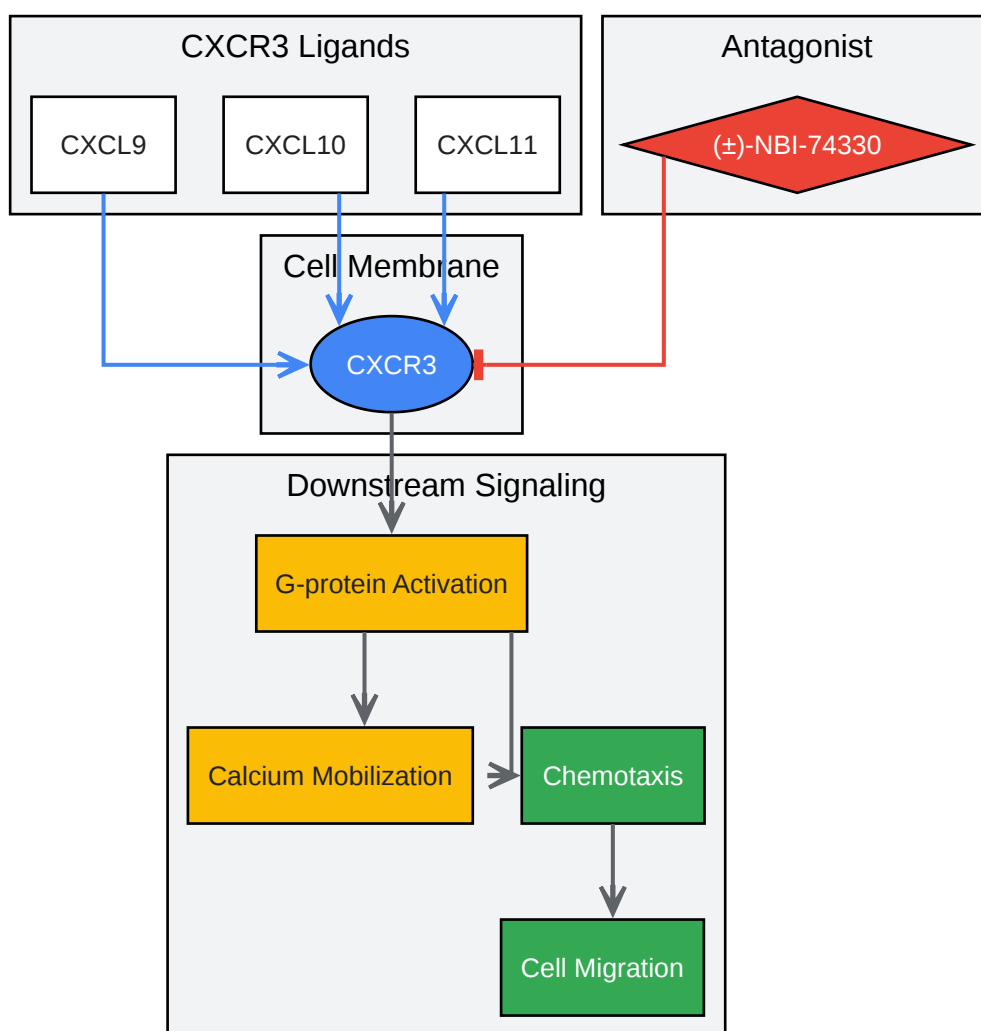 CXCR3 Ligands
Antagonist
CXCL9
CXCL10
CXCL11
(±)-NBI-74330
Cell Membrane
CXCR3
Downstream Signaling
G-protein Activation
Calcium Mobilization
Chemotaxis
Cell Migration